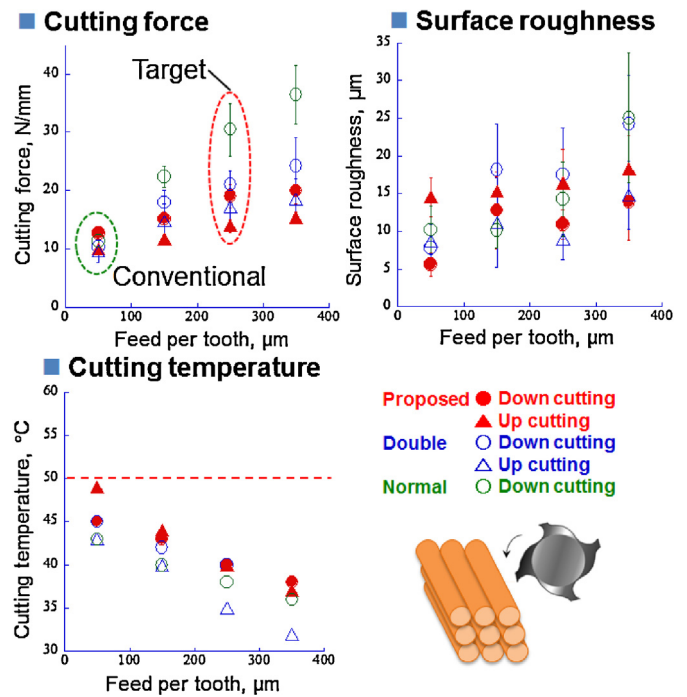 Cutting force
Target
Conventional
Cutting force, N/mm
40
30
20
10
0
0 100 200 300 400
Feed per tooth, µm
Surface roughness
Surface roughness, µm
35
30
25
20
15
10
5
0
0 100 200 300 400
Feed per tooth, µm
Cutting temperature
Cutting temperature, °C
60
55
50
45
40
35
30
0 100 200 300 400
Feed per tooth, µm
Proposed Down cutting
Up cutting
Double Down cutting
Up cutting
Normal Down cutting